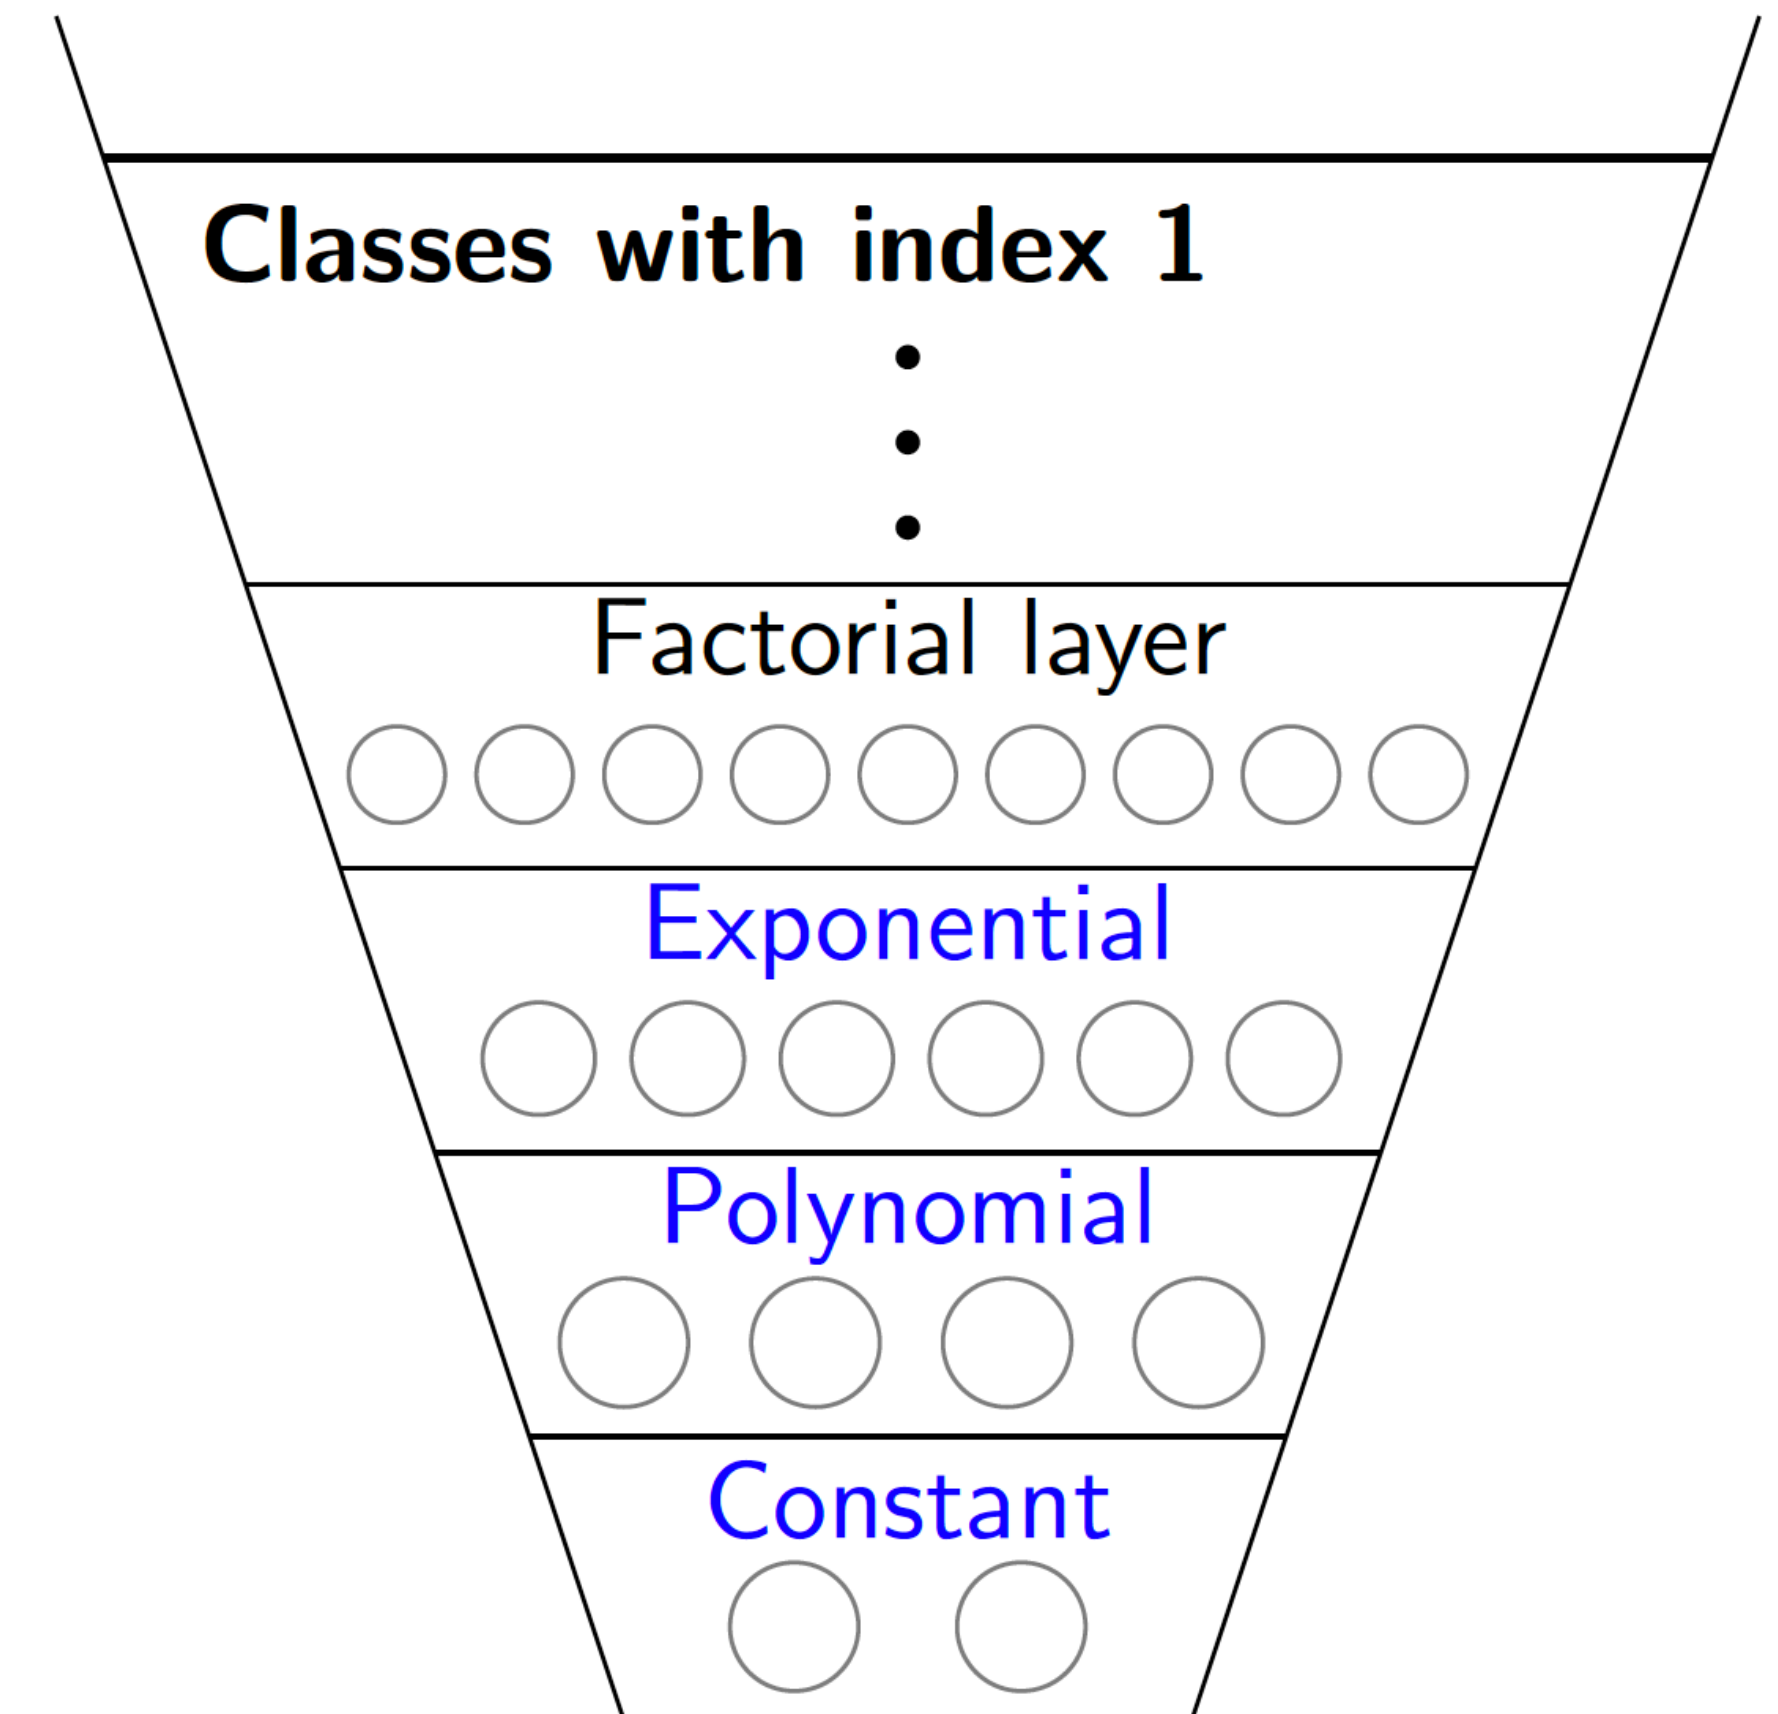 Classes with index 1
Factorial layer
Exponential
Polynomial
Constant